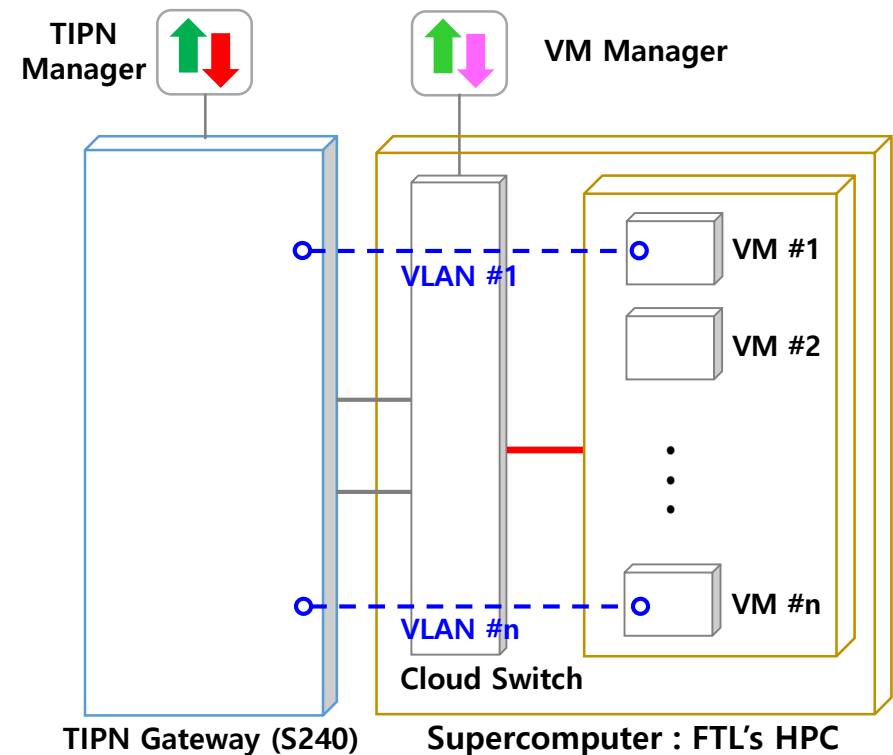 TIPN
Manager
VM Manager
VM #1
VLAN #1
VM #2
VM #n
VLAN #n
Cloud Switch
TIPN Gateway (S240)
Supercomputer : FTL’s HPC